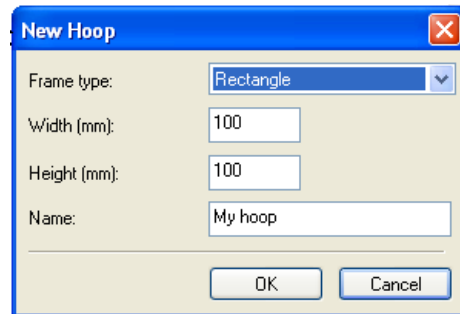 New Hoop
Frame type: Rectangle
Width (mm): 100
Height (mm): 100
Name: My hoop
OK Cancel